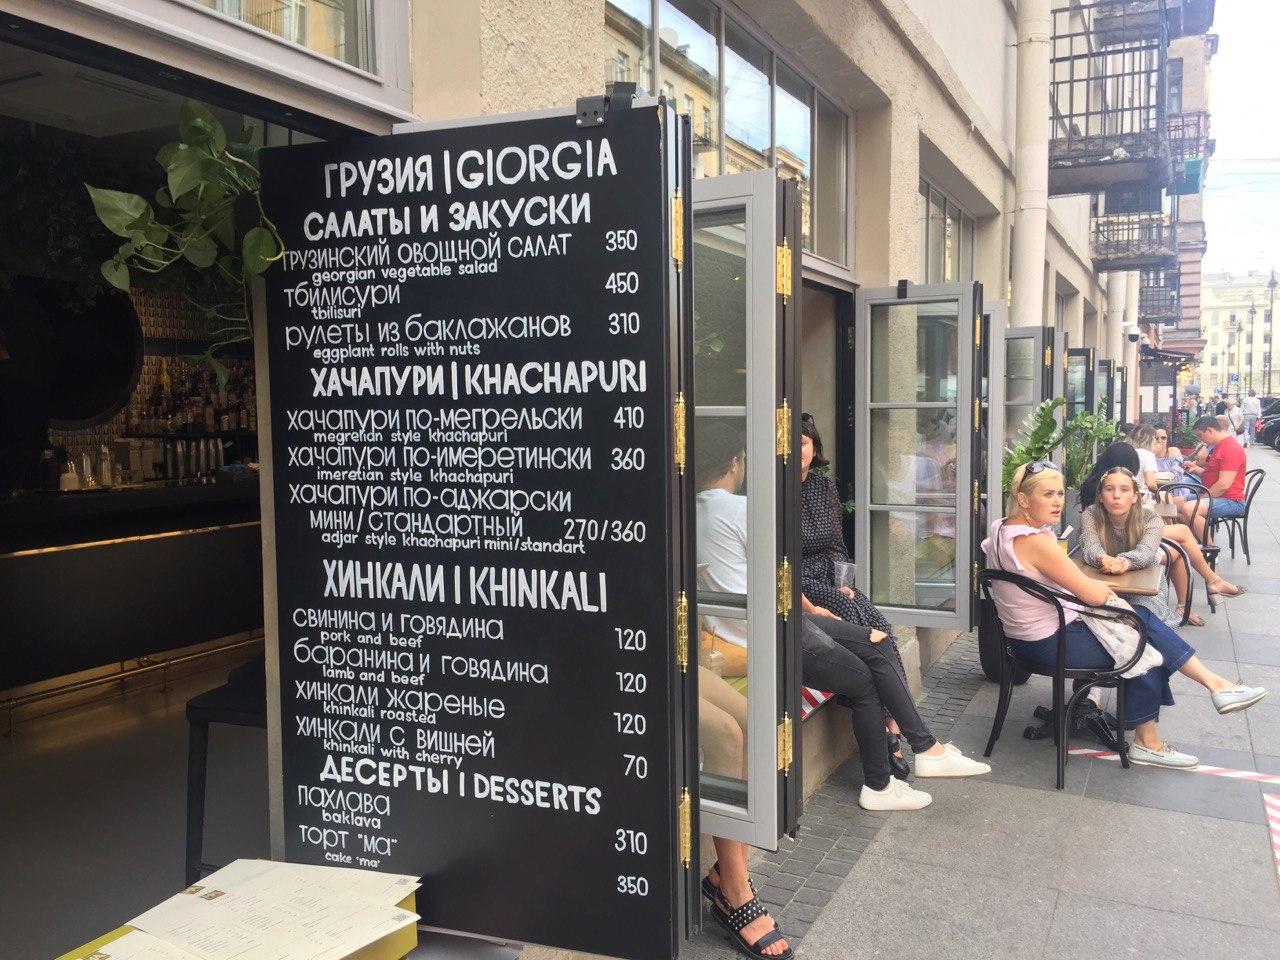 ГРУЗИЯ | GIORGIA
САЛАТЫ И ЗАКУСКИ
ГРУЗИНСКИЙ ОВОЩНОЙ САЛАТ 350
georgian vegetable salad
ТБИЛИСУРИ 450
tbilisuri
РУЛЕТЫ ИЗ БАКЛАЖАНОВ 310
eggplant rolls with nuts
ХАЧАПУРИ | KHACHAPURI
ХАЧАПУРИ ПО-МЕГРЕЛЬСКИ 410
megrelian style khachapuri
ХАЧАПУРИ ПО-ИМЕРЕТИНСКИ 360
imeretian style khachapuri
ХАЧАПУРИ ПО-АДЖАРСКИ
МИНИ/СТАНДАРТНЫЙ 270/360
adjar style khachapuri mini/standart
ХИНКАЛИ | KHINKALI
СВИНИНА И ГОВЯДИНА 120
pork and beef
БАРАНИНА И ГОВЯДИНА 120
lamb and beef
ХИНКАЛИ ЖАРЕНЫЕ 120
khinkali roasted
ХИНКАЛИ С ВИШНЕЙ 70
khinkali with cherry
ДЕСЕРТЫ | DESSERTS
ПАХЛАВА 310
baklava
ТОРТ "МА" 350
cake "ma"